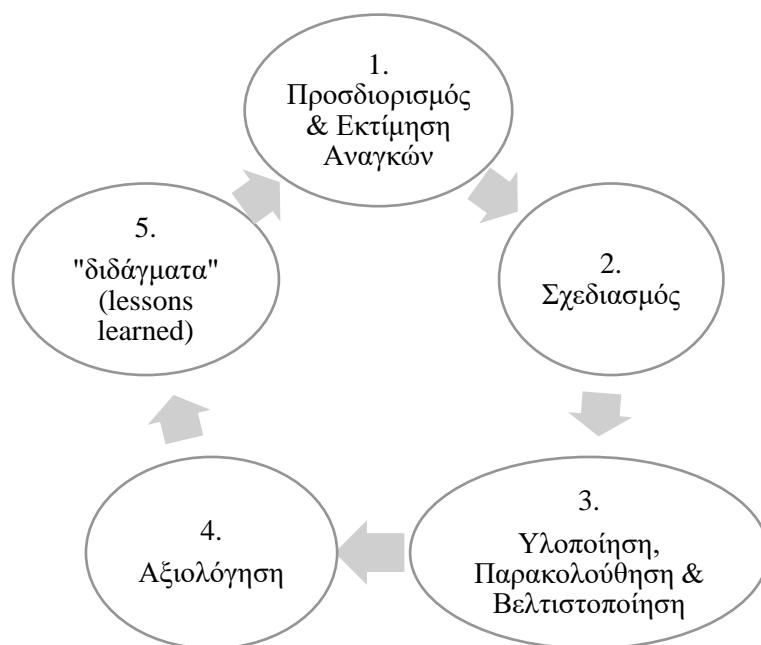 1.
Προσδιορισμός
& Εκτίμηση
Αναγκών
2.
Σχεδιασμός
3.
Υλοποίηση,
Παρακολούθηση &
Βελτιστοποίηση
4.
Αξιολόγηση
5.
"διδάγματα"
(lessons
learned)